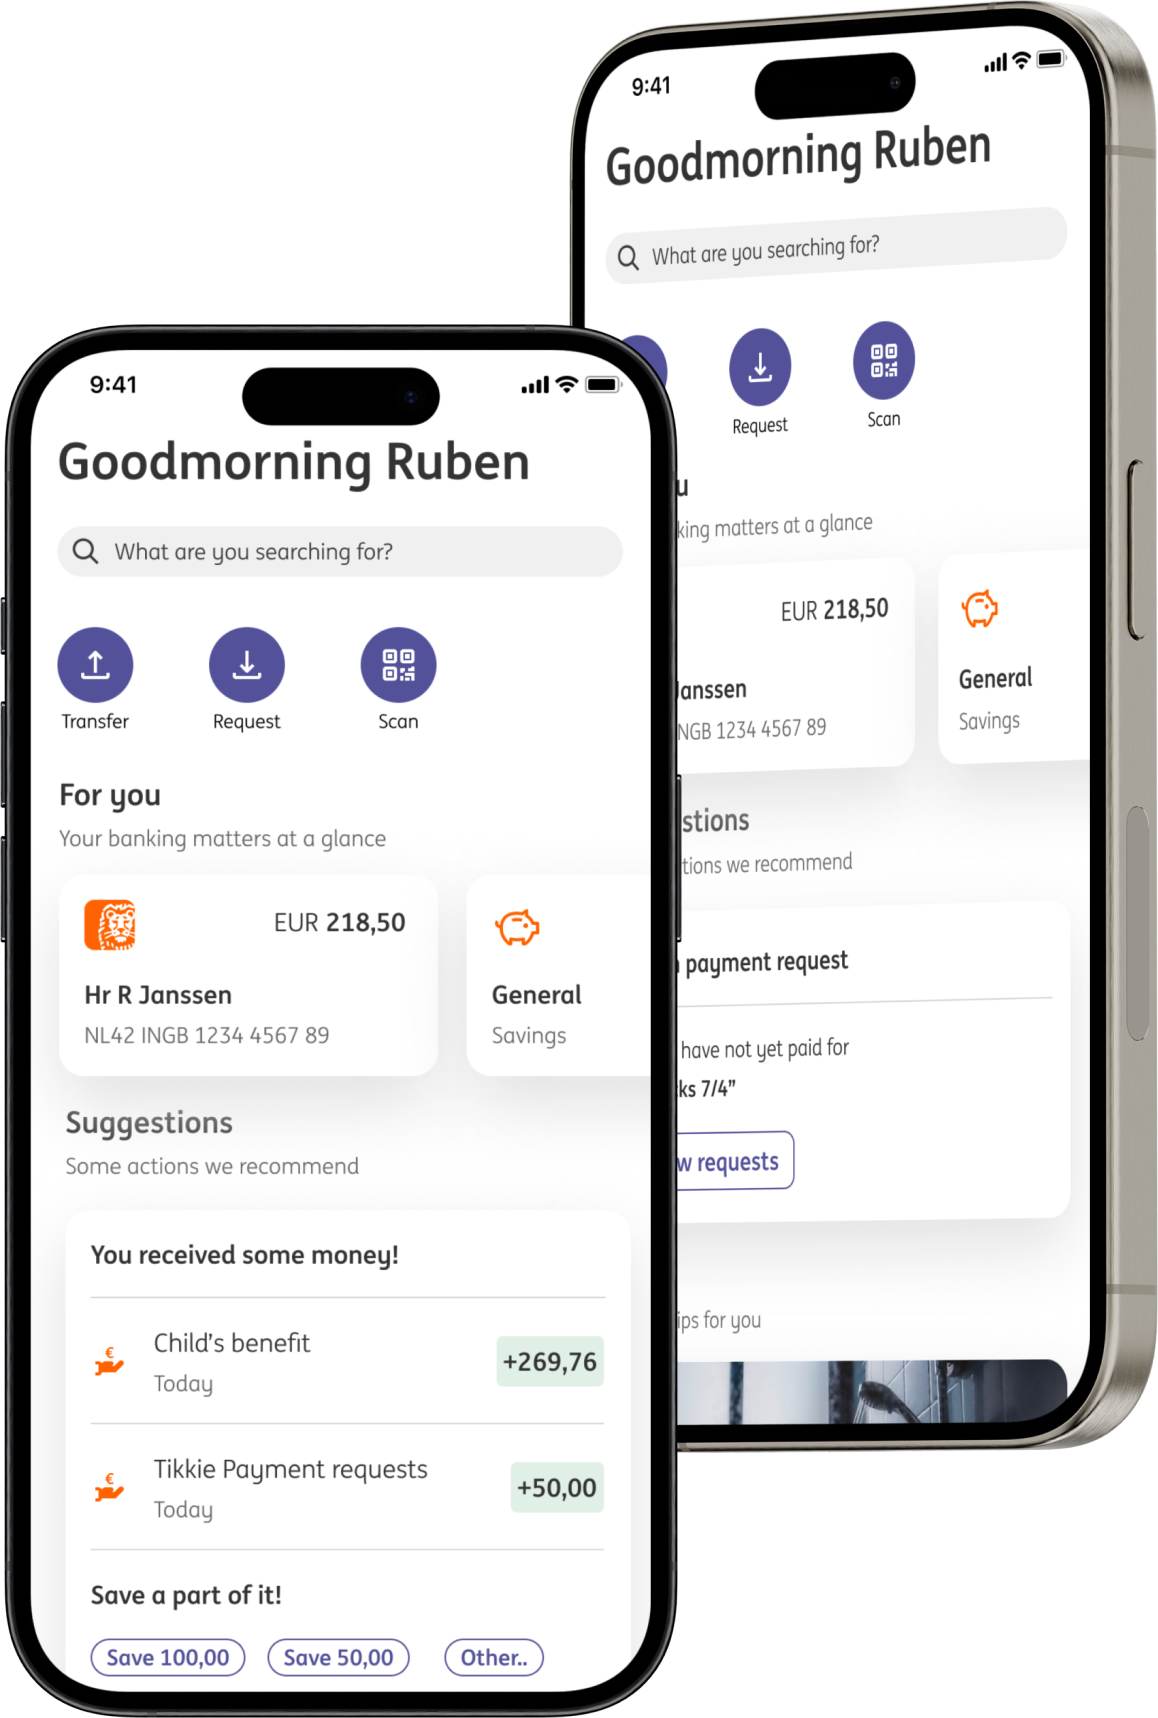 9:41
Goodmorning Ruben
What are you searching for?
Transfer
Request
Scan
For you
Your banking matters at a glance
EUR 218,50
Hr R Janssen
NL42 INGB 1234 4567 89
General
Savings
Suggestions
Some actions we recommend
You received some money!
Child's benefit
Today
+269,76
Tikkie Payment requests
Today
+50,00
Save a part of it!
Save 100,00
Save 50,00
Other..
9:41
Goodmorning Ruben
What are you searching for?
Request
Scan
u
king matters at a glance
EUR 218,50
Janssen
NGB 1234 4567 89
General
Savings
stions
tions we recommend
payment request
have not yet paid for
ks 7/4”
w requests
ips for you